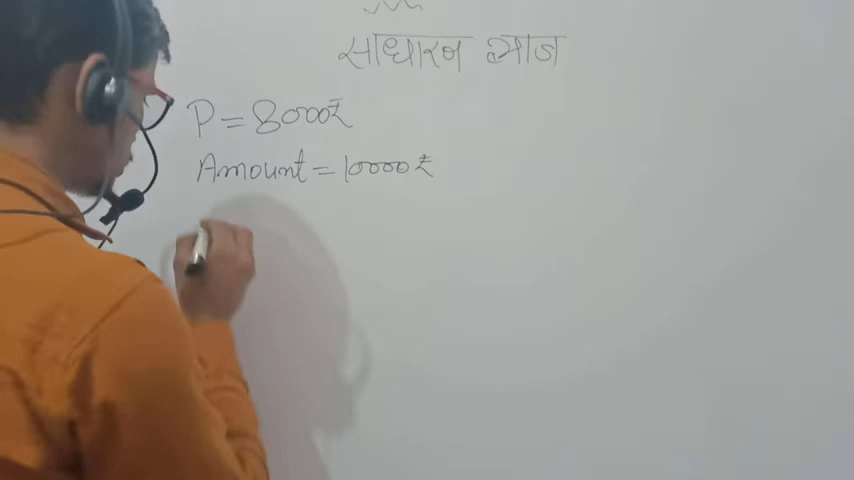 साधारण ब्याज
P = 8000₹
Amount = 10000₹